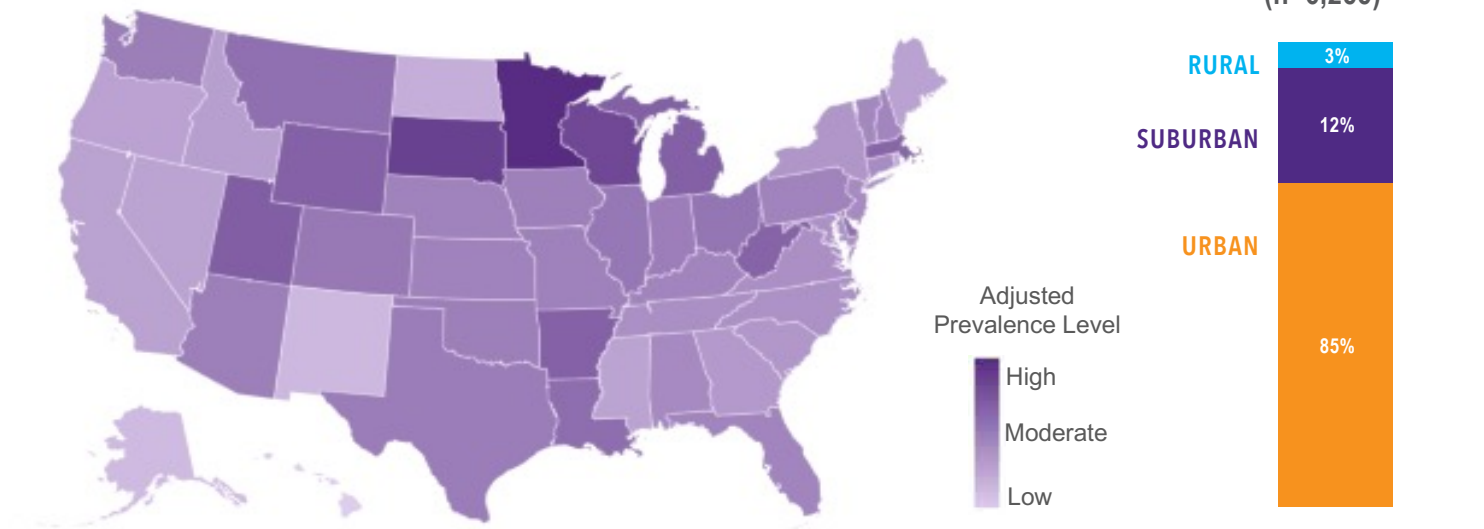 RURAL
3%
SUBURBAN
12%
URBAN
85%
Adjusted
Prevalence Level
High
Moderate
Low